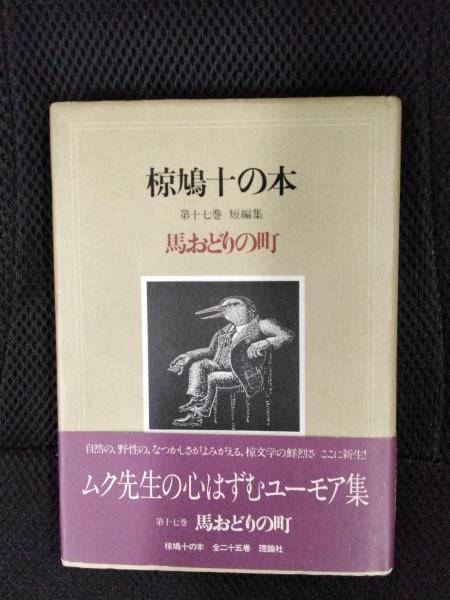 椋鳩十の本
第十七巻 短編集
馬おどりの町
自然の、野性の、なつかしさがよみがえる、椋文学の鮮烈さ ここに新生!
ムク先生の心はずむユーモア集
第十七巻 馬おどりの町
椋鳩十の本 全二十五巻 理論社